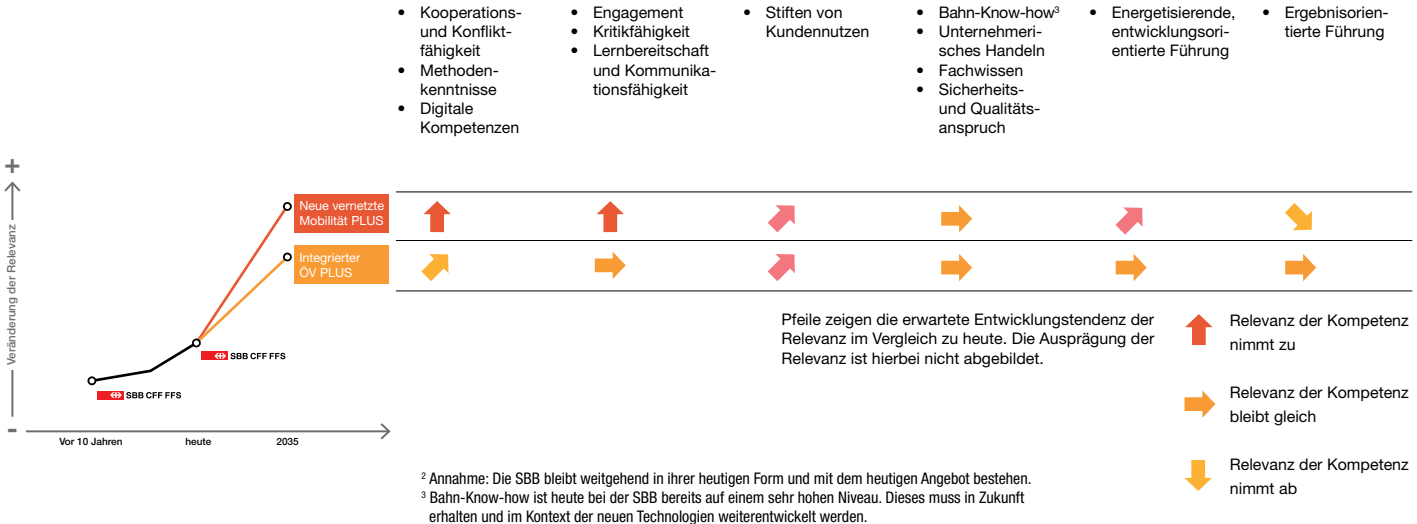 • Kooperations-
und Konflikt-
fähigkeit
• Methoden-
kenntnisse
• Digitale
Kompetenzen
• Engagement
• Kritikfähigkeit
• Lernbereitschaft
und Kommunika-
tionsfähigkeit
• Stiften von
Kundennutzen
• Bahn-Know-how³
• Unternehmeri-
sches Handeln
• Fachwissen
• Sicherheits-
und Qualitäts-
anspruch
• Energetisierende,
entwicklungsori-
entierte Führung
• Ergebnisorien-
tierte Führung
+
Veränderung der Relevanz
-
Neue vernetzte
Mobilität PLUS
Integrierter
ÖV PLUS
SBB CFF FFS
SBB CFF FFS
Vor 10 Jahren heute 2035
Pfeile zeigen die erwartete Entwicklungstendenz der
Relevanz im Vergleich zu heute. Die Ausprägung der
Relevanz ist hierbei nicht abgebildet.
Relevanz der Kompetenz
nimmt zu
Relevanz der Kompetenz
bleibt gleich
Relevanz der Kompetenz
nimmt ab
² Annahme: Die SBB bleibt weitgehend in ihrer heutigen Form und mit dem heutigen Angebot bestehen.
³ Bahn-Know-how ist heute bei der SBB bereits auf einem sehr hohen Niveau. Dieses muss in Zukunft
erhalten und im Kontext der neuen Technologien weiterentwickelt werden.